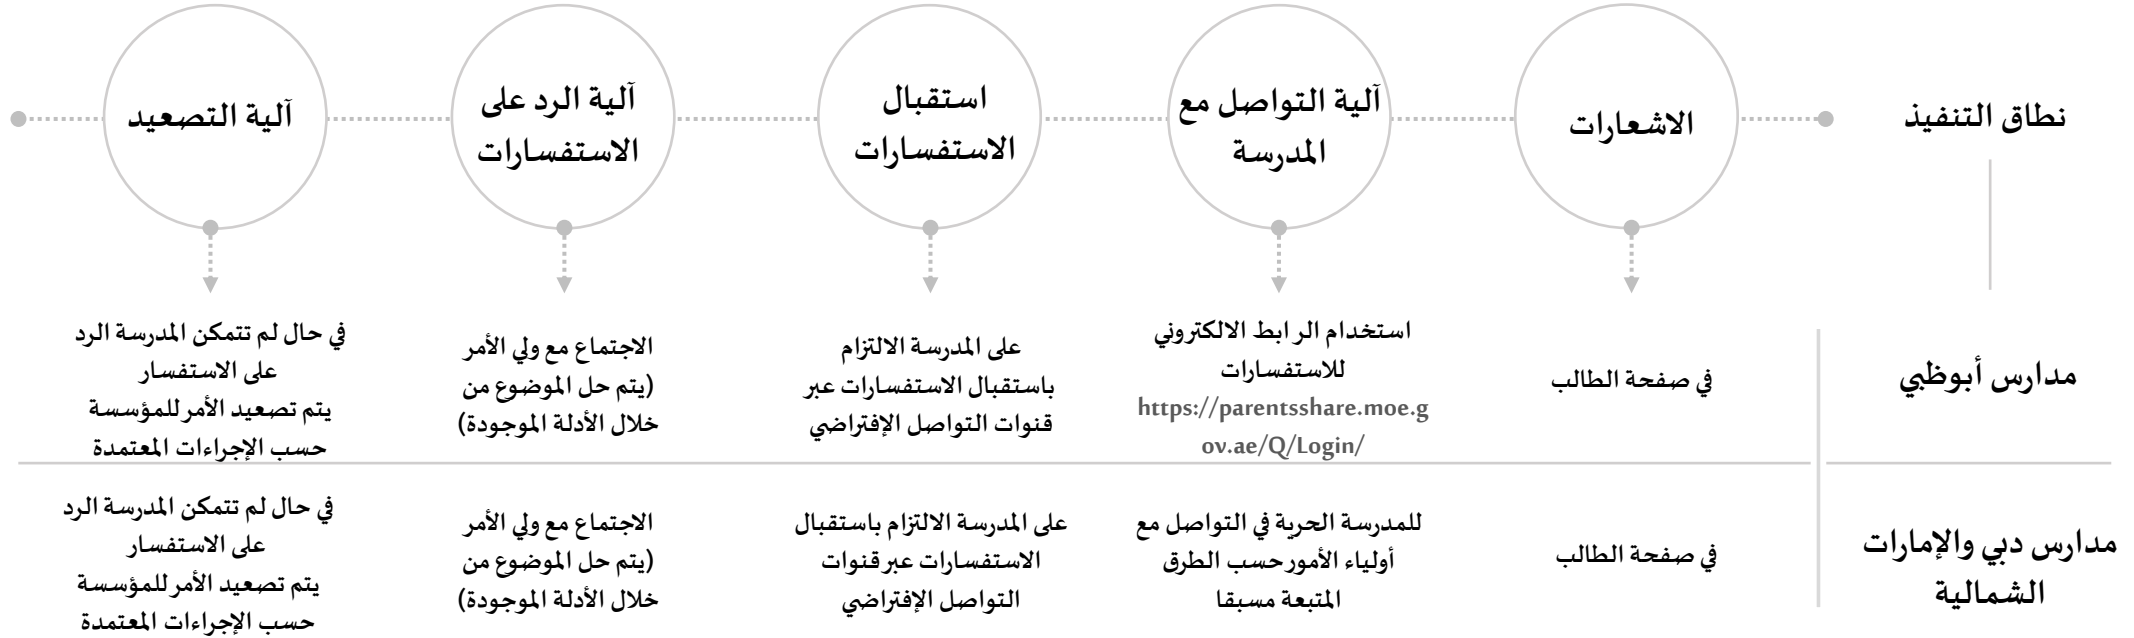 نطاق التنفيذ
الاشعارات
آلية التواصل مع
المدرسة
استقبال
الاستفسارات
آلية الرد على
الاستفسارات
آلية التصعيد
مدارس أبوظبي
في صفحة الطالب
استخدام الرابط الالكتروني
للاستفسارات
https://parentsshare.moe.g
ov.ae/Q/Login/
على المدرسة الالتزام
باستقبال الاستفسارات عبر
قنوات التواصل الإفتراضي
الاجتماع مع ولي الأمر
(يتم حل الموضوع من
خلال الأدلة الموجودة)
في حال لم تتمكن المدرسة الرد
على الاستفسار
يتم تصعيد الأمر للمؤسسة
حسب الإجراءات المعتمدة
مدارس دبي والإمارات
الشمالية
في صفحة الطالب
للمدرسة الحرية في التواصل مع
أولياء الأمور حسب الطرق
المتبعة مسبقا
على المدرسة الالتزام باستقبال
الاستفسارات عبر قنوات
التواصل الإفتراضي
الاجتماع مع ولي الأمر
(يتم حل الموضوع من
خلال الأدلة الموجودة)
في حال لم تتمكن المدرسة الرد
على الاستفسار
يتم تصعيد الأمر للمؤسسة
حسب الإجراءات المعتمدة